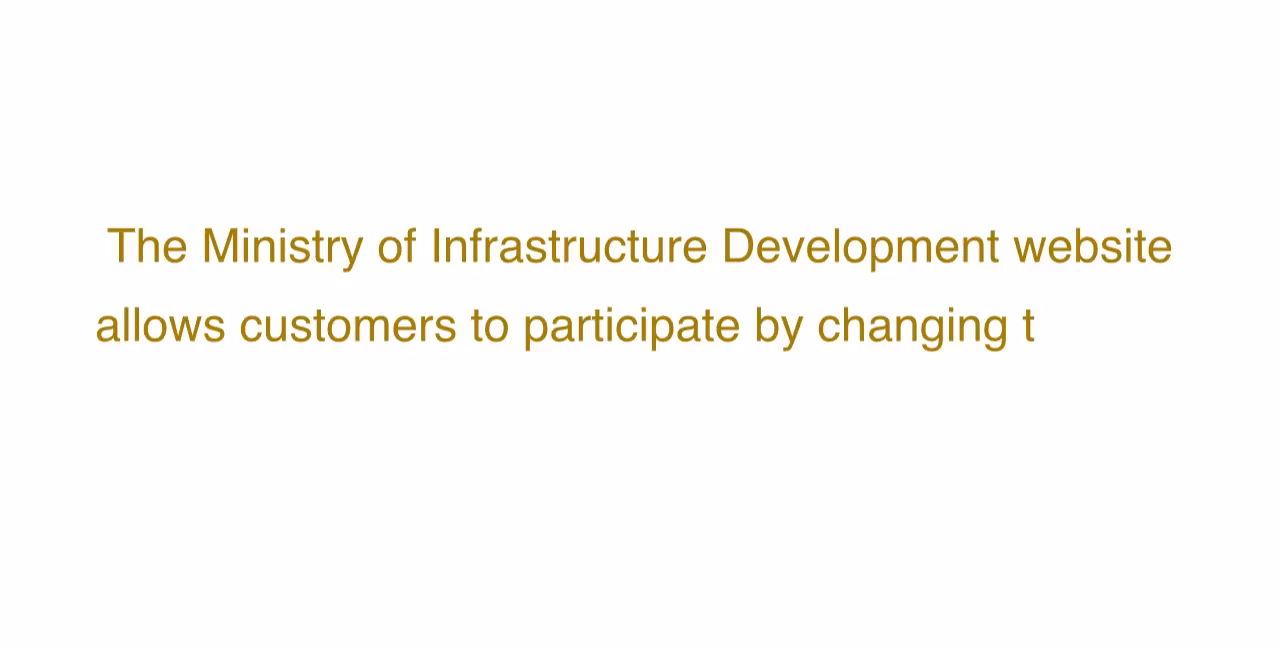 The Ministry of Infrastructure Development website
allows customers to participate by changing t